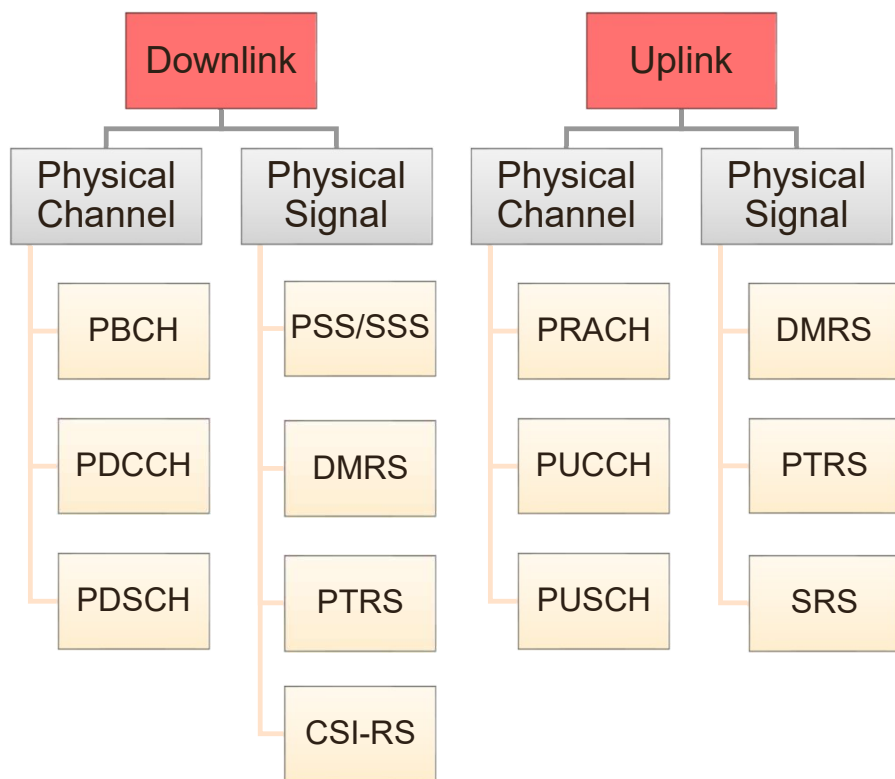 Downlink
Uplink
Physical
Channel
Physical
Signal
Physical
Channel
Physical
Signal
PBCH
PSS/SSS
PRACH
DMRS
PDCCH
DMRS
PUCCH
PTRS
PDSCH
PTRS
PUSCH
SRS
CSI-RS